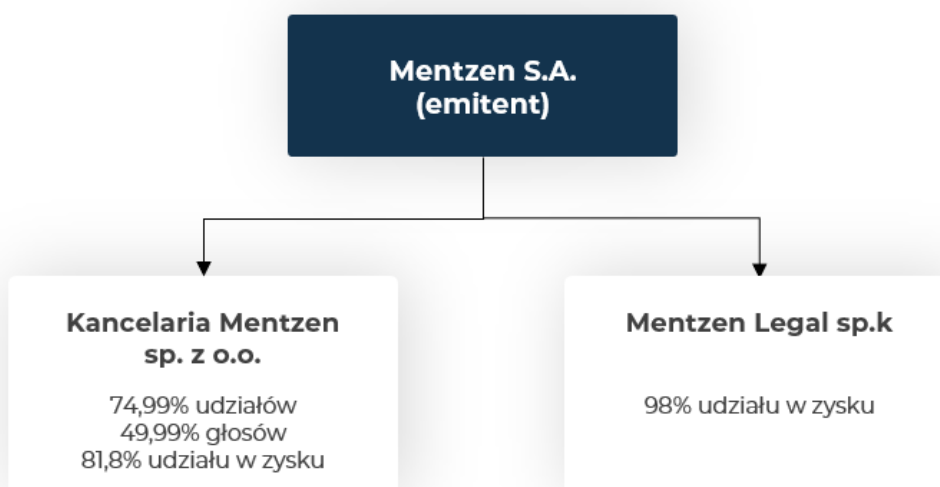 Mentzen S.A.
(emitent)
Kancelaria Mentzen
sp. z o.o.
74,99% udziałów
49,99% głosów
81,8% udziału w zysku
Mentzen Legal sp.k
98% udziału w zysku